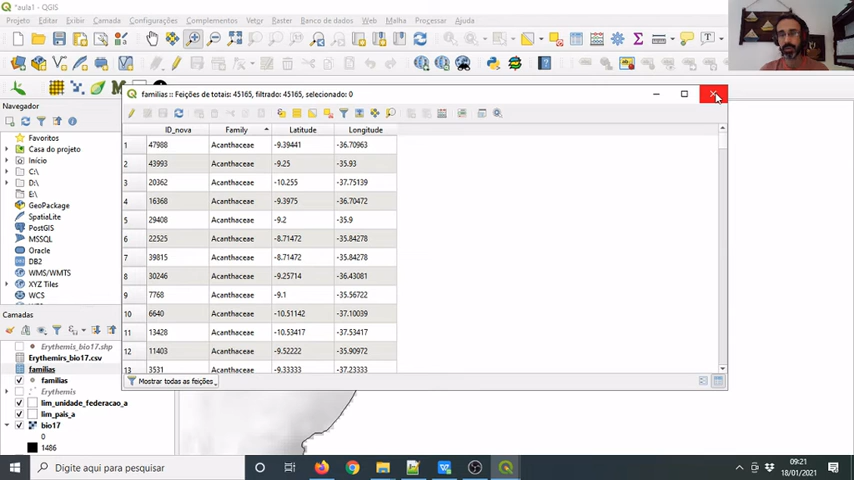 *aula1 — QGIS
Projeto Editar Exibir Camada Configurações Complementos Vetor Raster Banco de dados Web Malha Processar Ajuda
familias :: Feições de totais: 45165, filtrado: 45165, selecionado: 0
Navegador
Favoritos
Casa do projeto
Início
C:\
D:\
E:\
GeoPackage
SpatiaLite
PostGIS
MSSQL
Oracle
DB2
WMS/WMTS
XYZ Tiles
WCS
ID_nova Family Latitude Longitude
1 47988 Acanthaceae -9.39441 -36.70963
2 43993 Acanthaceae -9.25 -35.93
3 20362 Acanthaceae -10.255 -37.75139
4 16368 Acanthaceae -9.3975 -36.70472
5 29408 Acanthaceae -9.2 -35.9
6 22525 Acanthaceae -8.71472 -35.84278
7 39815 Acanthaceae -8.71472 -35.84278
8 30246 Acanthaceae -9.25714 -36.43081
9 7768 Acanthaceae -9.1 -35.56722
10 6640 Acanthaceae -10.51142 -37.10039
11 13428 Acanthaceae -10.53417 -37.53417
12 11403 Acanthaceae -9.52222 -35.90972
13 3531 Acanthaceae -9.33333 -37.23333
Mostrar todas as feições
Camadas
Erythemis_bio17.shp
Erythemirs_bio17.csv
familias
familias
Erythemis
lim_unidade_federacao_a
lim_pais_a
bio17
0
1486
Digite aqui para pesquisar
09:21
18/01/2021